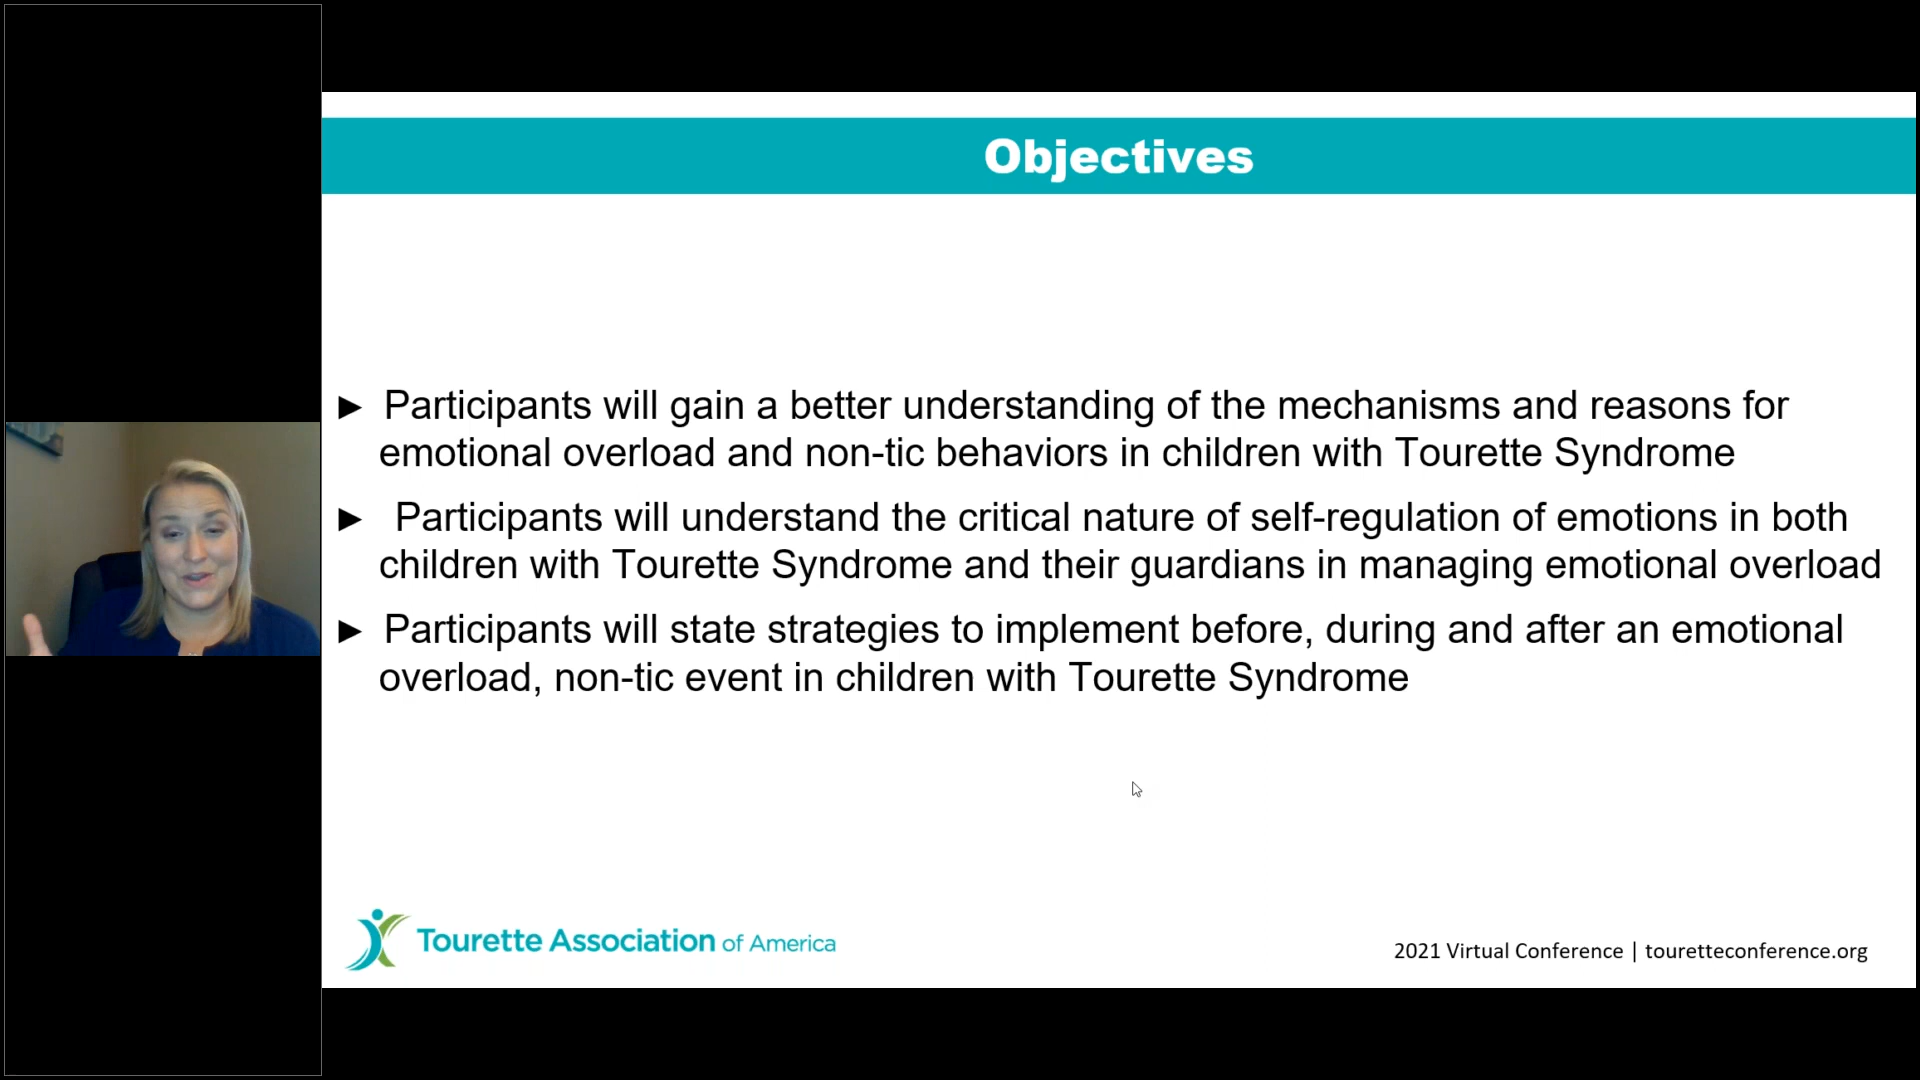 Objectives
► Participants will gain a better understanding of the mechanisms and reasons for
emotional overload and non-tic behaviors in children with Tourette Syndrome
► Participants will understand the critical nature of self-regulation of emotions in both
children with Tourette Syndrome and their guardians in managing emotional overload
► Participants will state strategies to implement before, during and after an emotional
overload, non-tic event in children with Tourette Syndrome
Tourette Association of America
2021 Virtual Conference | touretteconference.org